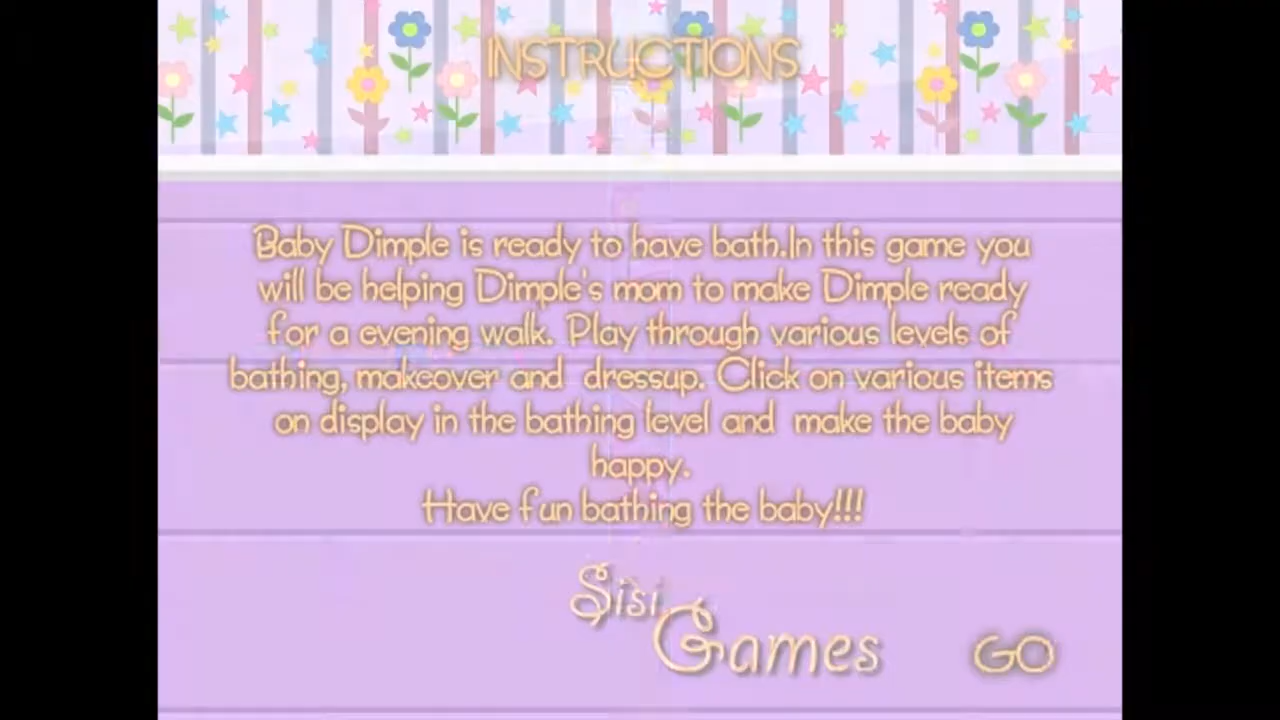 INSTRUCTIONS
Baby Dimple is ready to have bath.In this game you
will be helping Dimple's mom to make Dimple ready
for a evening walk. Play through various levels of
bathing, makeover and dressup. Click on various items
on display in the bathing level and make the baby
happy.
Have fun bathing the baby!!!
Sisi
Games
GO